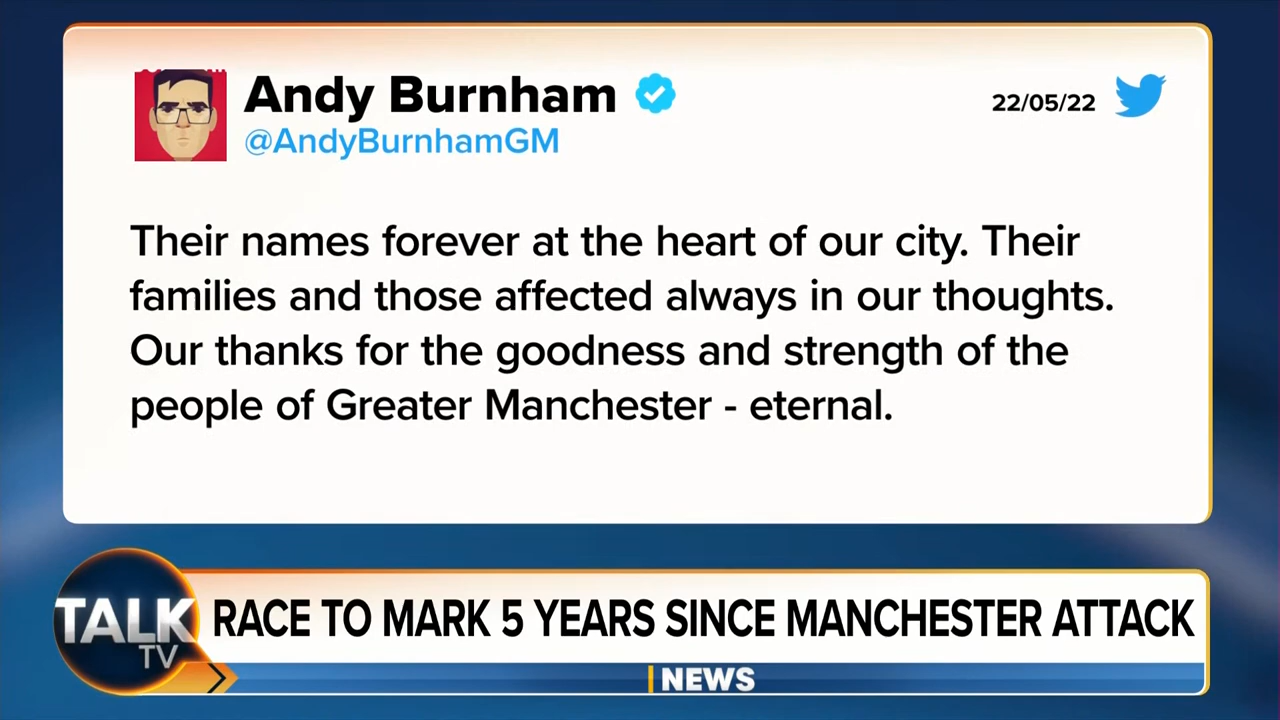 Andy Burnham
@AndyBurnhamGM
22/05/22
Their names forever at the heart of our city. Their
families and those affected always in our thoughts.
Our thanks for the goodness and strength of the
people of Greater Manchester - eternal.
TALK
TV
RACE TO MARK 5 YEARS SINCE MANCHESTER ATTACK
NEWS